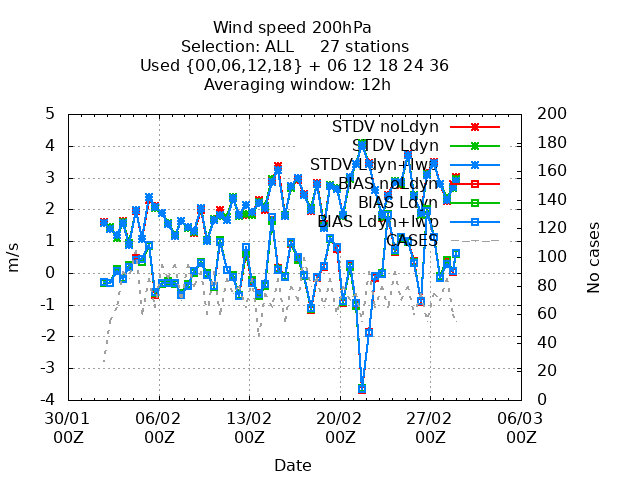 Wind speed 200hPa
Selection: ALL     27 stations
Used {00,06,12,18} + 06 12 18 24 36
Averaging window: 12h
STDV noLdyn
STDV Ldyn
STDV Ldyn+lwp
BIAS noLdyn
BIAS Ldyn
BIAS Ldyn+lwp
CASES
5
4
3
2
1
0
-1
-2
-3
-4
m/s
200
180
160
140
120
100
80
60
40
20
0
No cases
30/01 06/02 13/02 20/02 27/02 06/03
00Z 00Z 00Z 00Z 00Z 00Z
Date